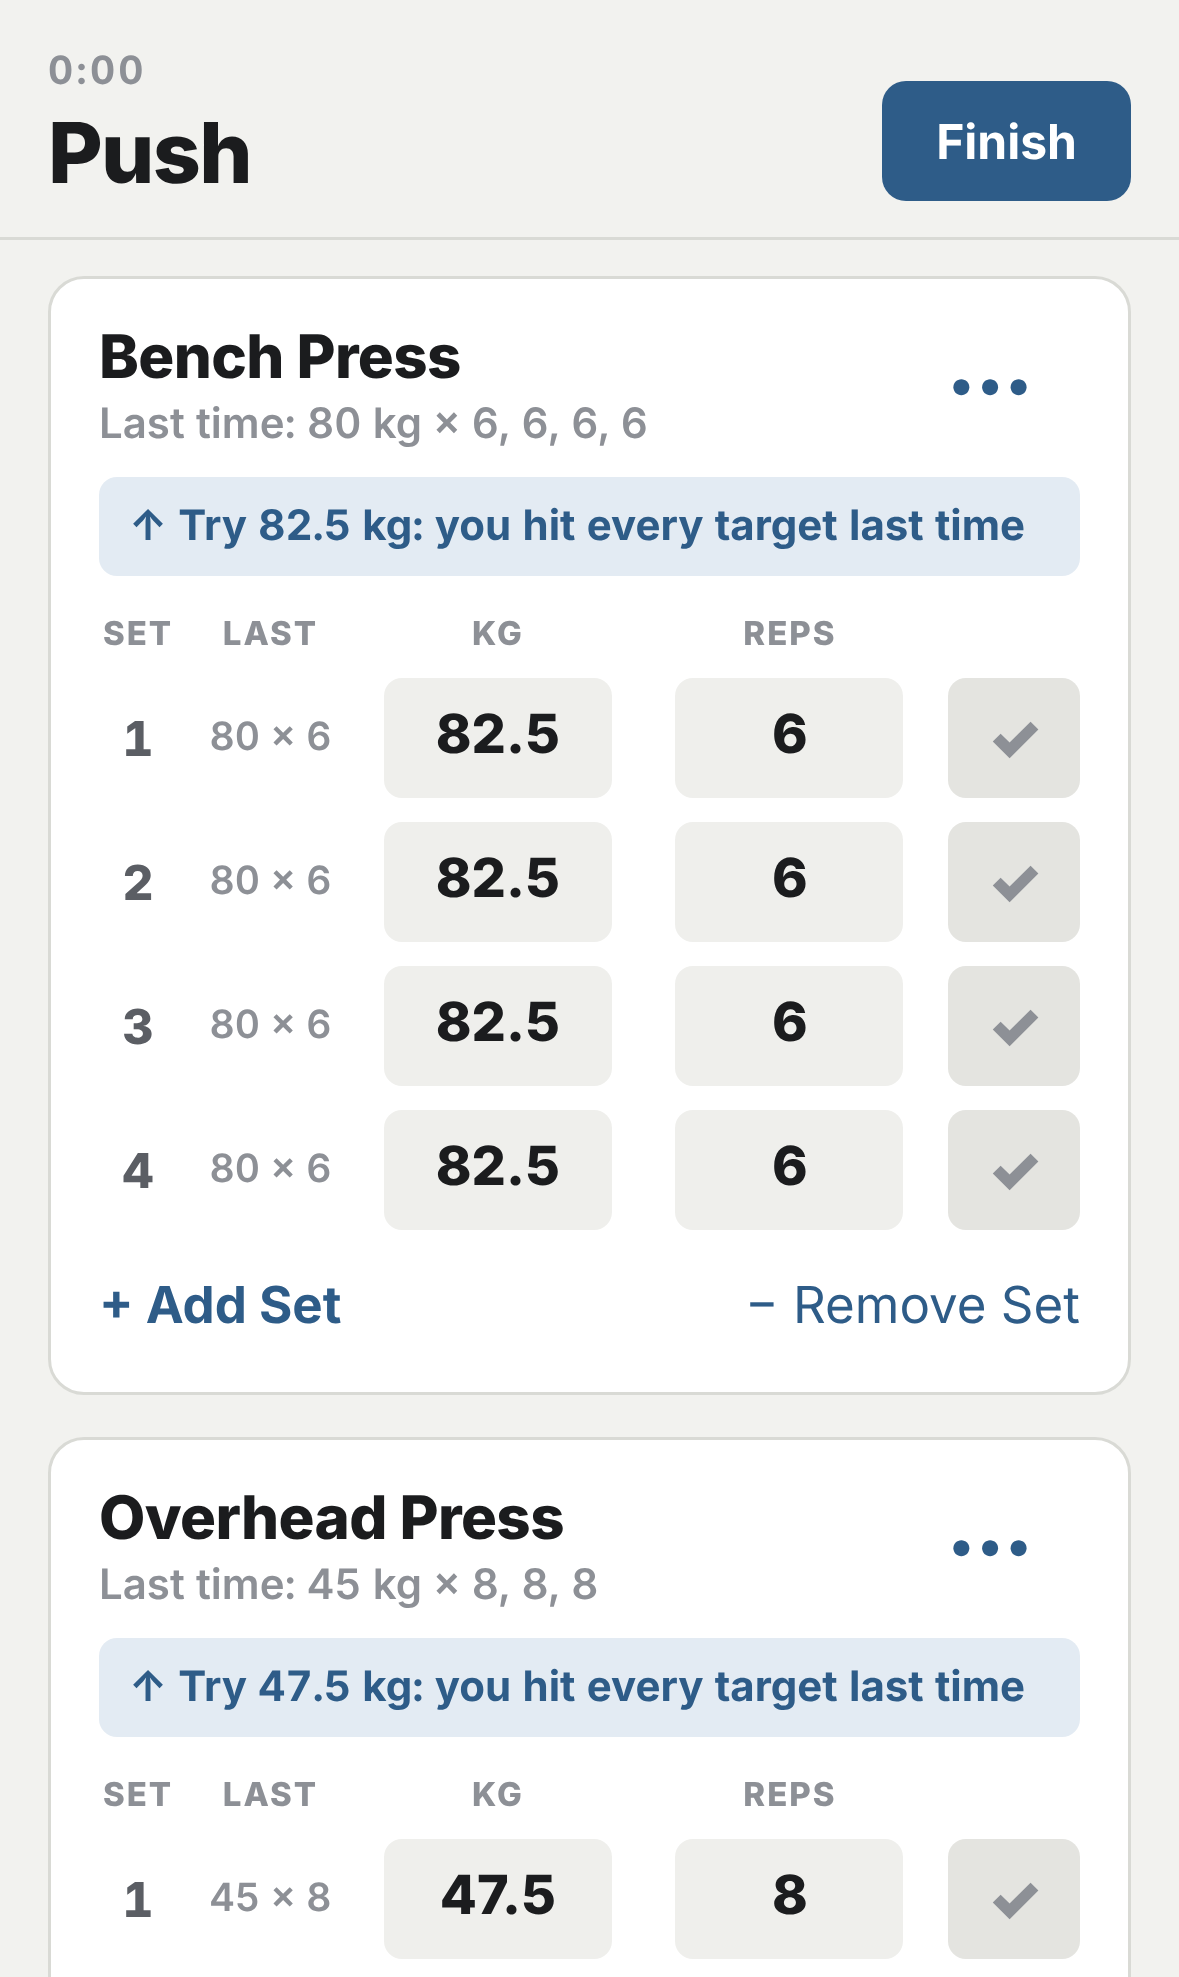 0:00
Push
Finish
Bench Press
Last time: 80 kg × 6, 6, 6, 6
↑ Try 82.5 kg: you hit every target last time
SET LAST KG REPS
1 80 × 6 82.5 6 ✓
2 80 × 6 82.5 6 ✓
3 80 × 6 82.5 6 ✓
4 80 × 6 82.5 6 ✓
+ Add Set − Remove Set
Overhead Press
Last time: 45 kg × 8, 8, 8
↑ Try 47.5 kg: you hit every target last time
SET LAST KG REPS
1 45 × 8 47.5 8 ✓